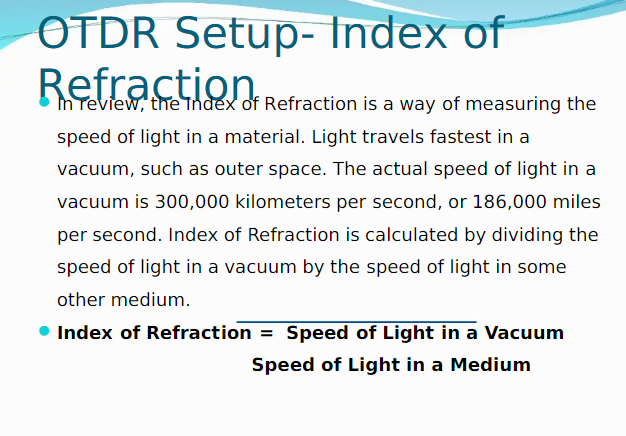 OTDR Setup- Index of
Refraction
In review, the Index of Refraction is a way of measuring the
speed of light in a material. Light travels fastest in a
vacuum, such as outer space. The actual speed of light in a
vacuum is 300,000 kilometers per second, or 186,000 miles
per second. Index of Refraction is calculated by dividing the
speed of light in a vacuum by the speed of light in some
other medium.
Index of Refraction = Speed of Light in a Vacuum
Speed of Light in a Medium